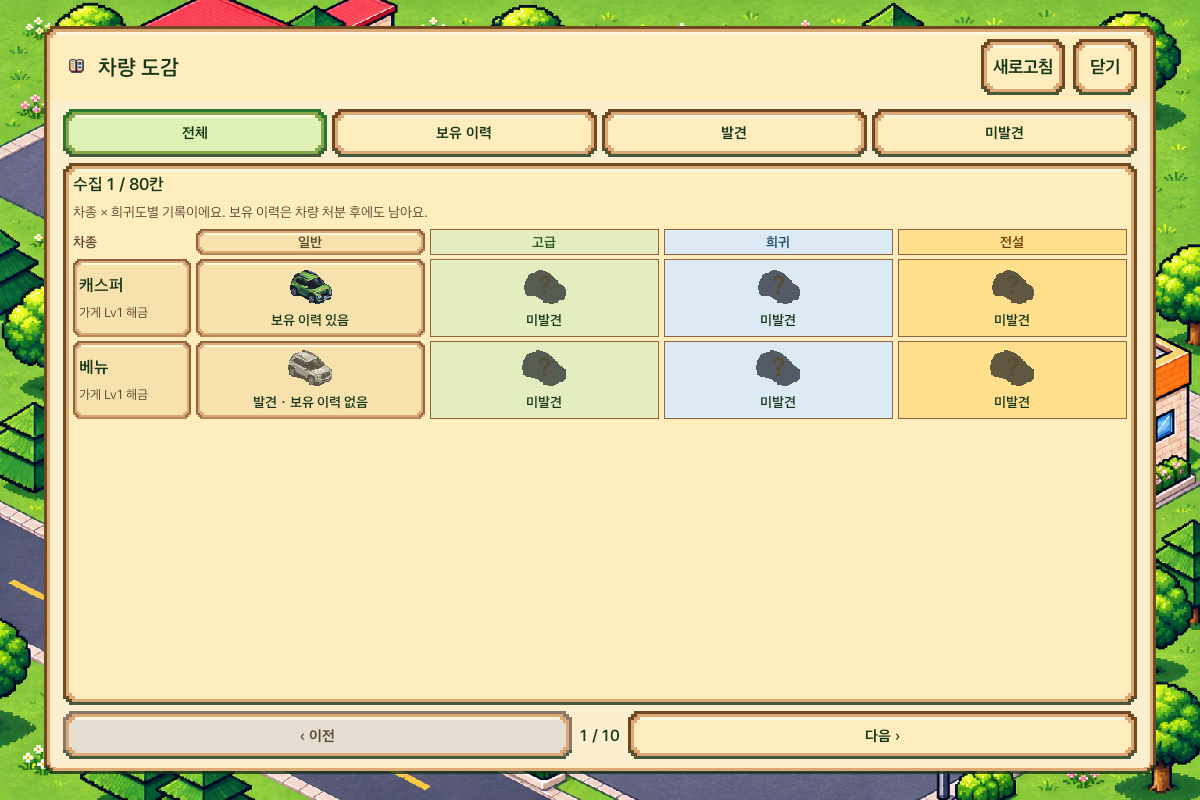 차량 도감
새로고침
닫기
전체
보유 이력
발견
미발견
수집 1 / 80칸
차종 × 희귀도별 기록이에요. 보유 이력은 차량 처분 후에도 남아요.
차종
일반
고급
희귀
전설
캐스퍼
가게 Lv1 해금
보유 이력 있음
?
미발견
?
미발견
?
미발견
베뉴
가게 Lv1 해금
발견 · 보유 이력 없음
?
미발견
?
미발견
?
미발견
‹ 이전
1 / 10
다음 ›